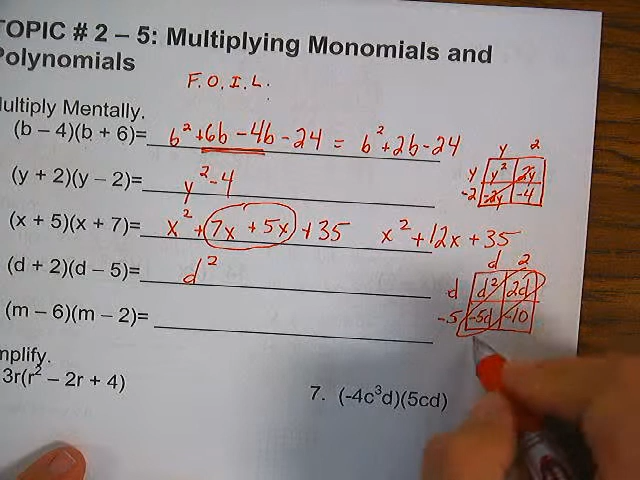 TOPIC # 2 – 5: Multiplying Monomials and
Polynomials
F.O.I.L.
Multiply Mentally.
(b – 4)(b + 6)= b² + 6b – 4b – 24 = b² + 2b – 24
y 2
y y² 2y
-2 -2y -4
(y + 2)(y – 2)= y² – 4
(x + 5)(x + 7)= x² + 7x + 5x + 35 x² + 12x + 35
d 2
d d² 2d
-5 -5d -10
(d + 2)(d – 5)= d²
(m – 6)(m – 2)=
mplify.
3r(r² – 2r + 4)
7. (-4c³d)(5cd)